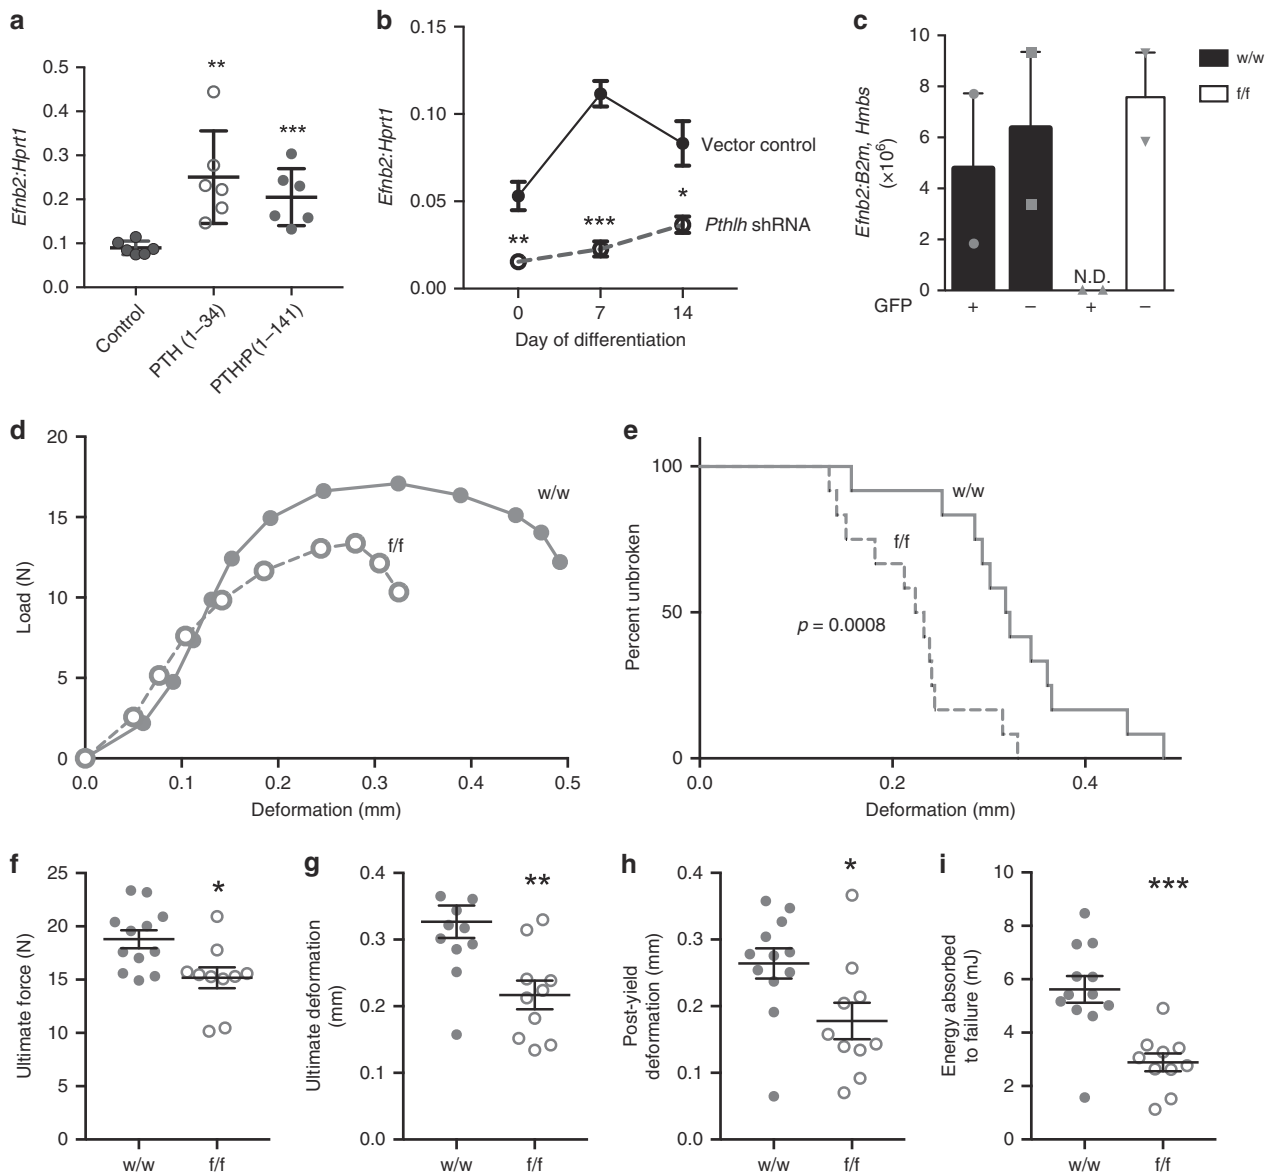 a
Efnb2:Hprt1
0.5
0.4
0.3
0.2
0.1
0.0
**
***
Control
PTH (1–34)
PTHrP(1–141)
b
Efnb2:Hprt1
0.15
0.10
0.05
0.00
Vector control
*
Pthlh shRNA
**
***
0 7 14
Day of differentiation
c
Efnb2:B2m, Hmbs
(×10⁶)
10
8
6
4
2
0
N.D.
GFP + – + –
w/w
f/f
d
Load (N)
20
15
10
5
0
w/w
f/f
0.0 0.1 0.2 0.3 0.4 0.5
Deformation (mm)
e
Percent unbroken
100
50
0
w/w
f/f
p = 0.0008
0.0 0.2 0.4
Deformation (mm)
f
Ultimate force (N)
25
20
15
10
5
0
*
w/w f/f
g
Ultimate deformation
(mm)
0.4
0.3
0.2
0.1
0.0
**
w/w f/f
h
Post-yield
deformation (mm)
0.4
0.3
0.2
0.1
0.0
*
w/w f/f
i
Energy absorbed
to failure (mJ)
10
8
6
4
2
0
***
w/w f/f